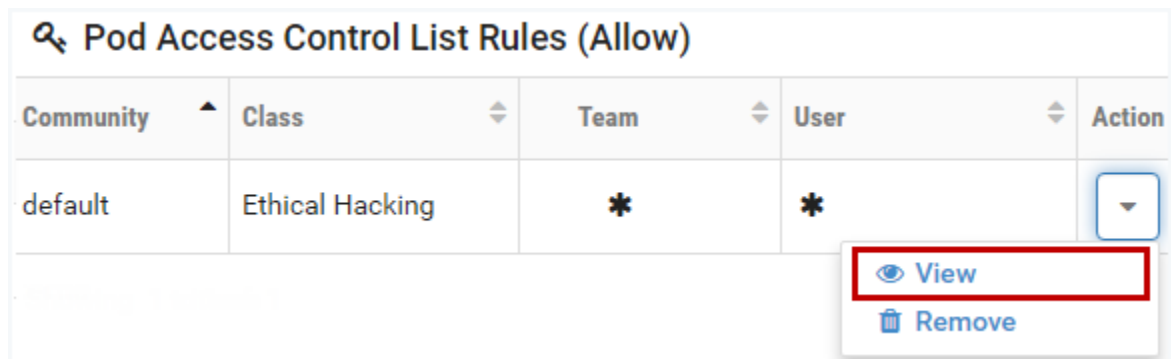 Pod Access Control List Rules (Allow)
Community Class Team User Action
default Ethical Hacking * *
View
Remove